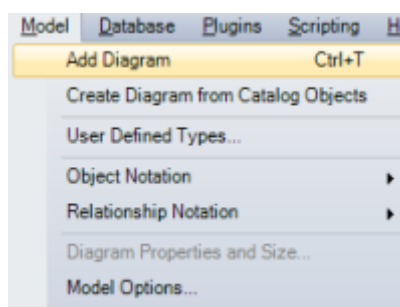 Model Database Plugins Scripting H
Add Diagram Ctrl+T
Create Diagram from Catalog Objects
User Defined Types...
Object Notation
Relationship Notation
Diagram Properties and Size...
Model Options...